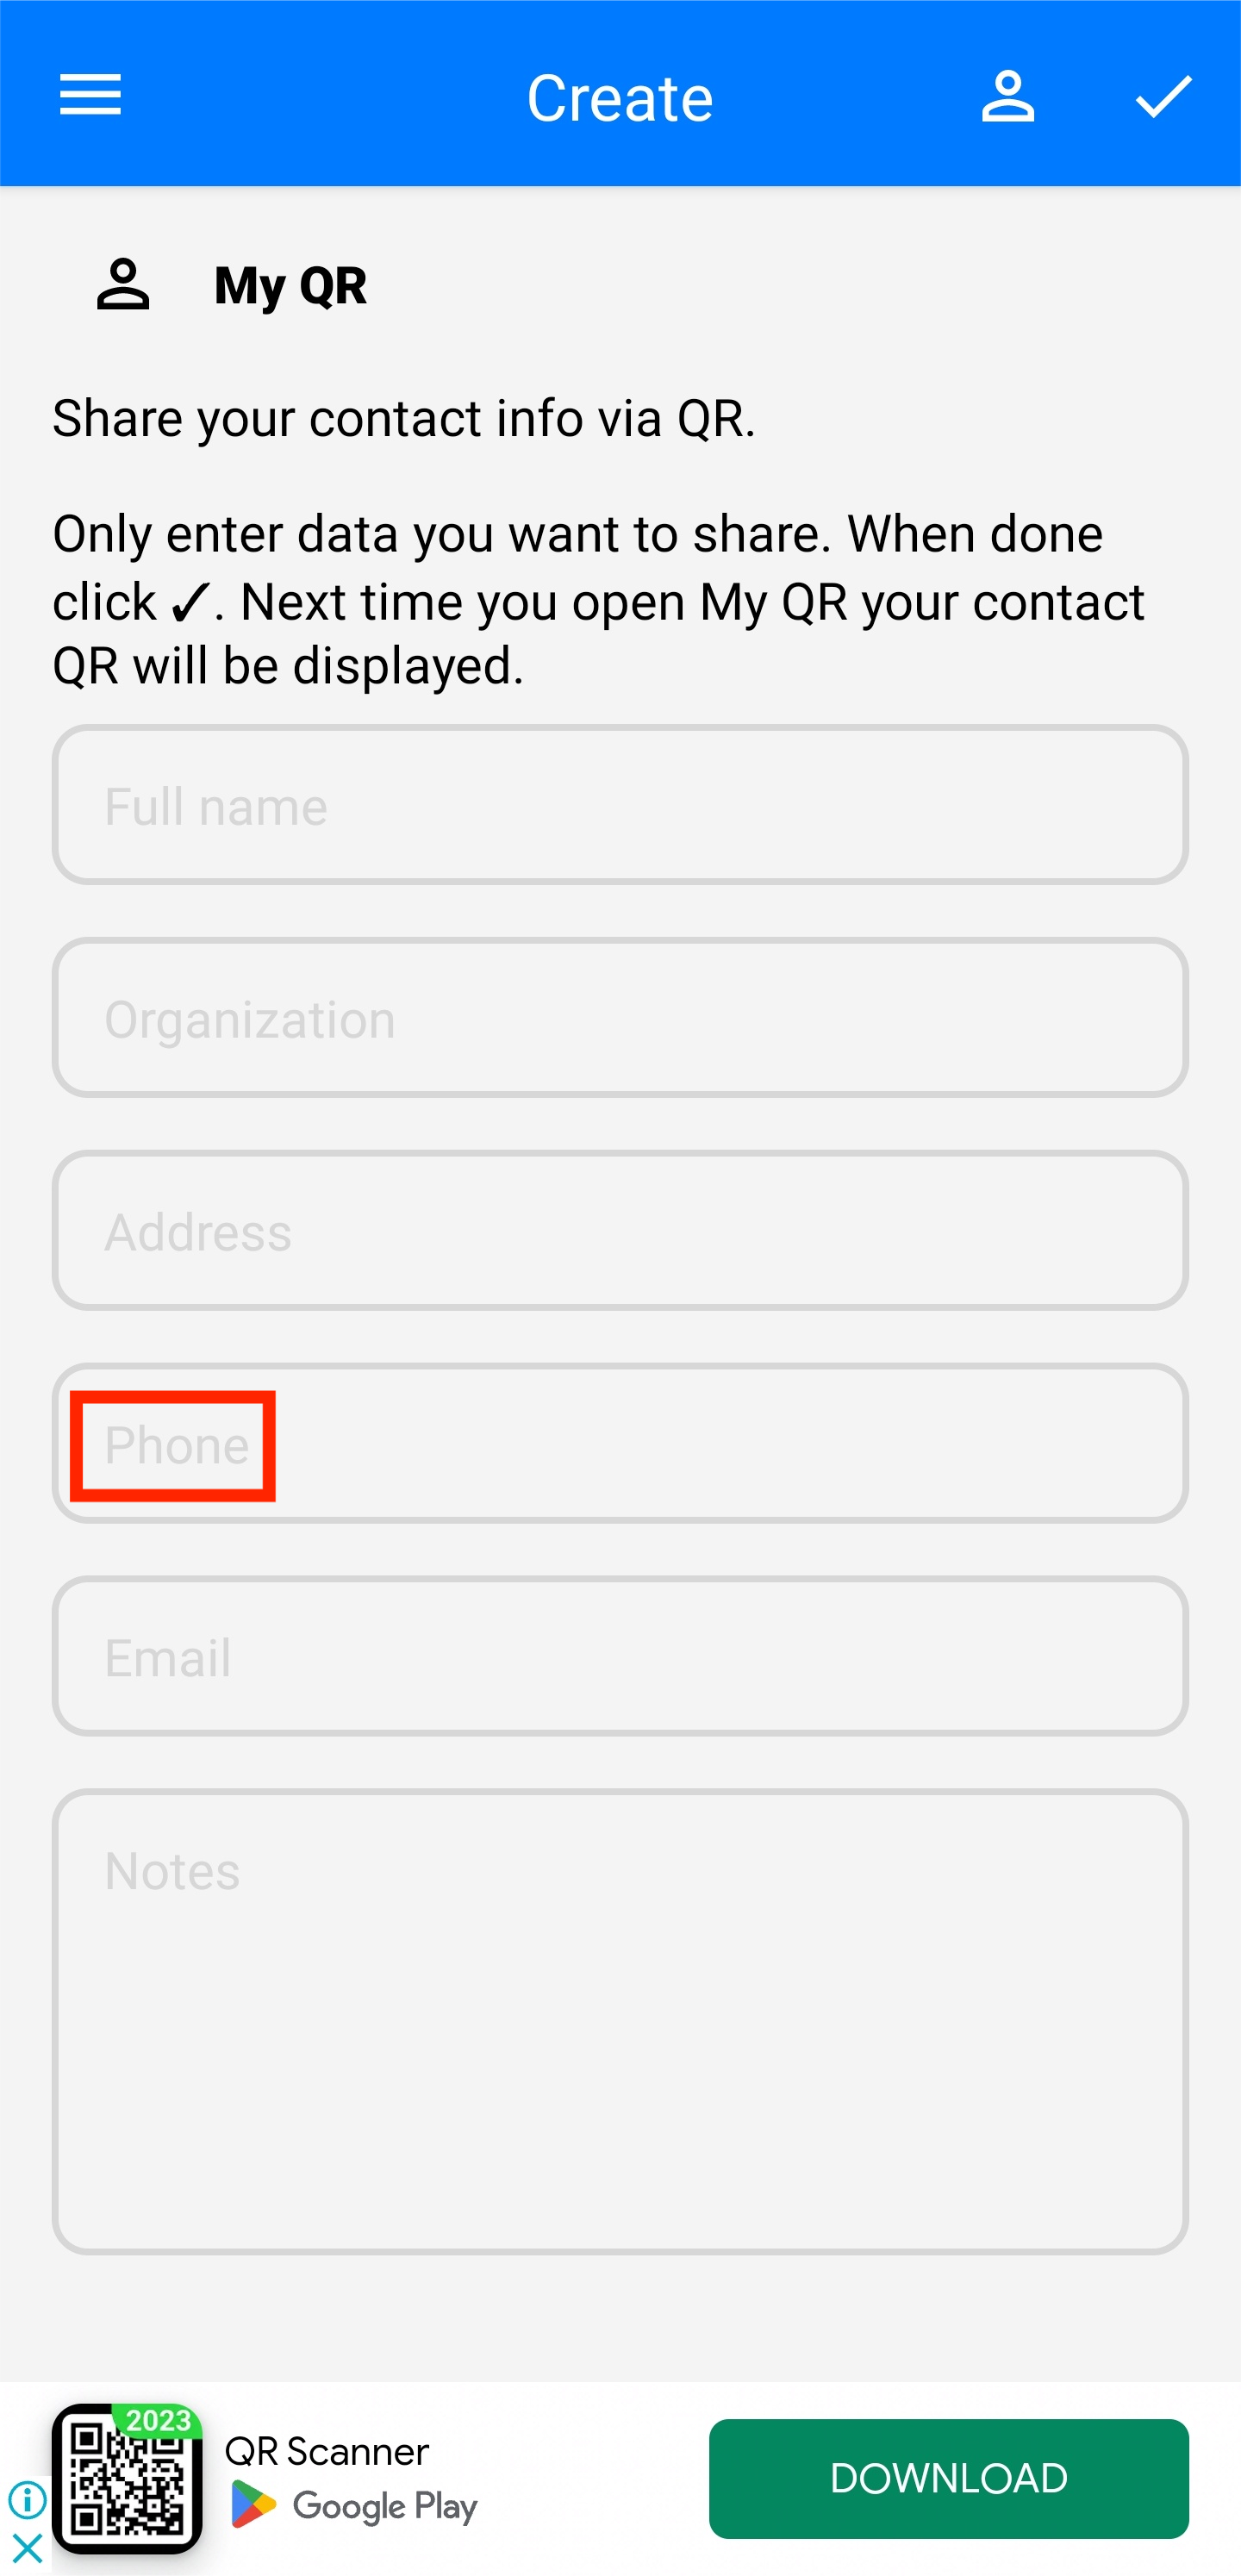 Create
My QR
Share your contact info via QR.
Only enter data you want to share. When done
click ✓. Next time you open My QR your contact
QR will be displayed.
Full name
Organization
Address
Phone
Email
Notes
2023
QR Scanner
Google Play
DOWNLOAD